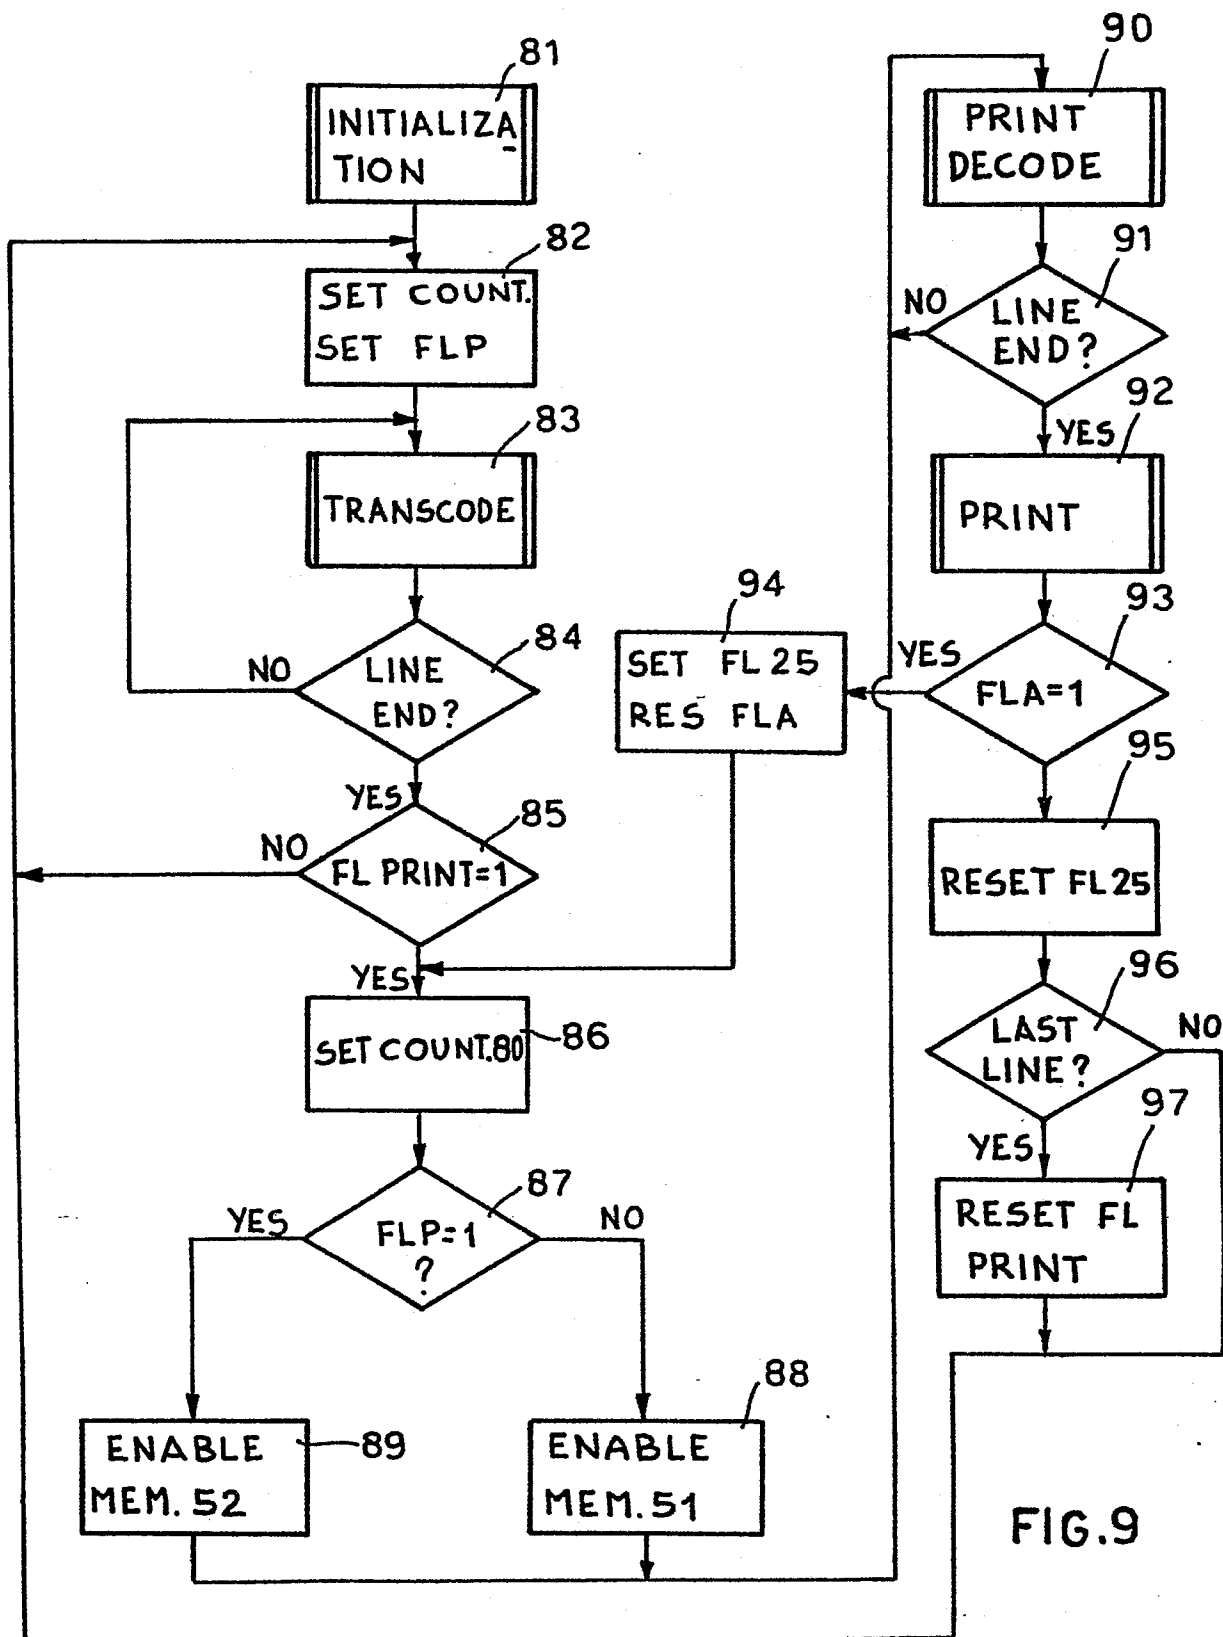 81
INITIALIZA
TION
82
SET COUNT.
SET FLP
83
TRANSCODE
84
LINE
END?
NO
YES
85
FL PRINT=1
NO
YES
86
SET COUNT.80
87
FLP=1
?
YES
NO
88
ENABLE
MEM.51
89
ENABLE
MEM.52
90
PRINT
DECODE
91
LINE
END?
NO
YES
92
PRINT
93
FLA=1
YES
94
SET FL25
RES FLA
95
RESET FL25
96
LAST
LINE?
NO
YES
97
RESET FL
PRINT
FIG.9